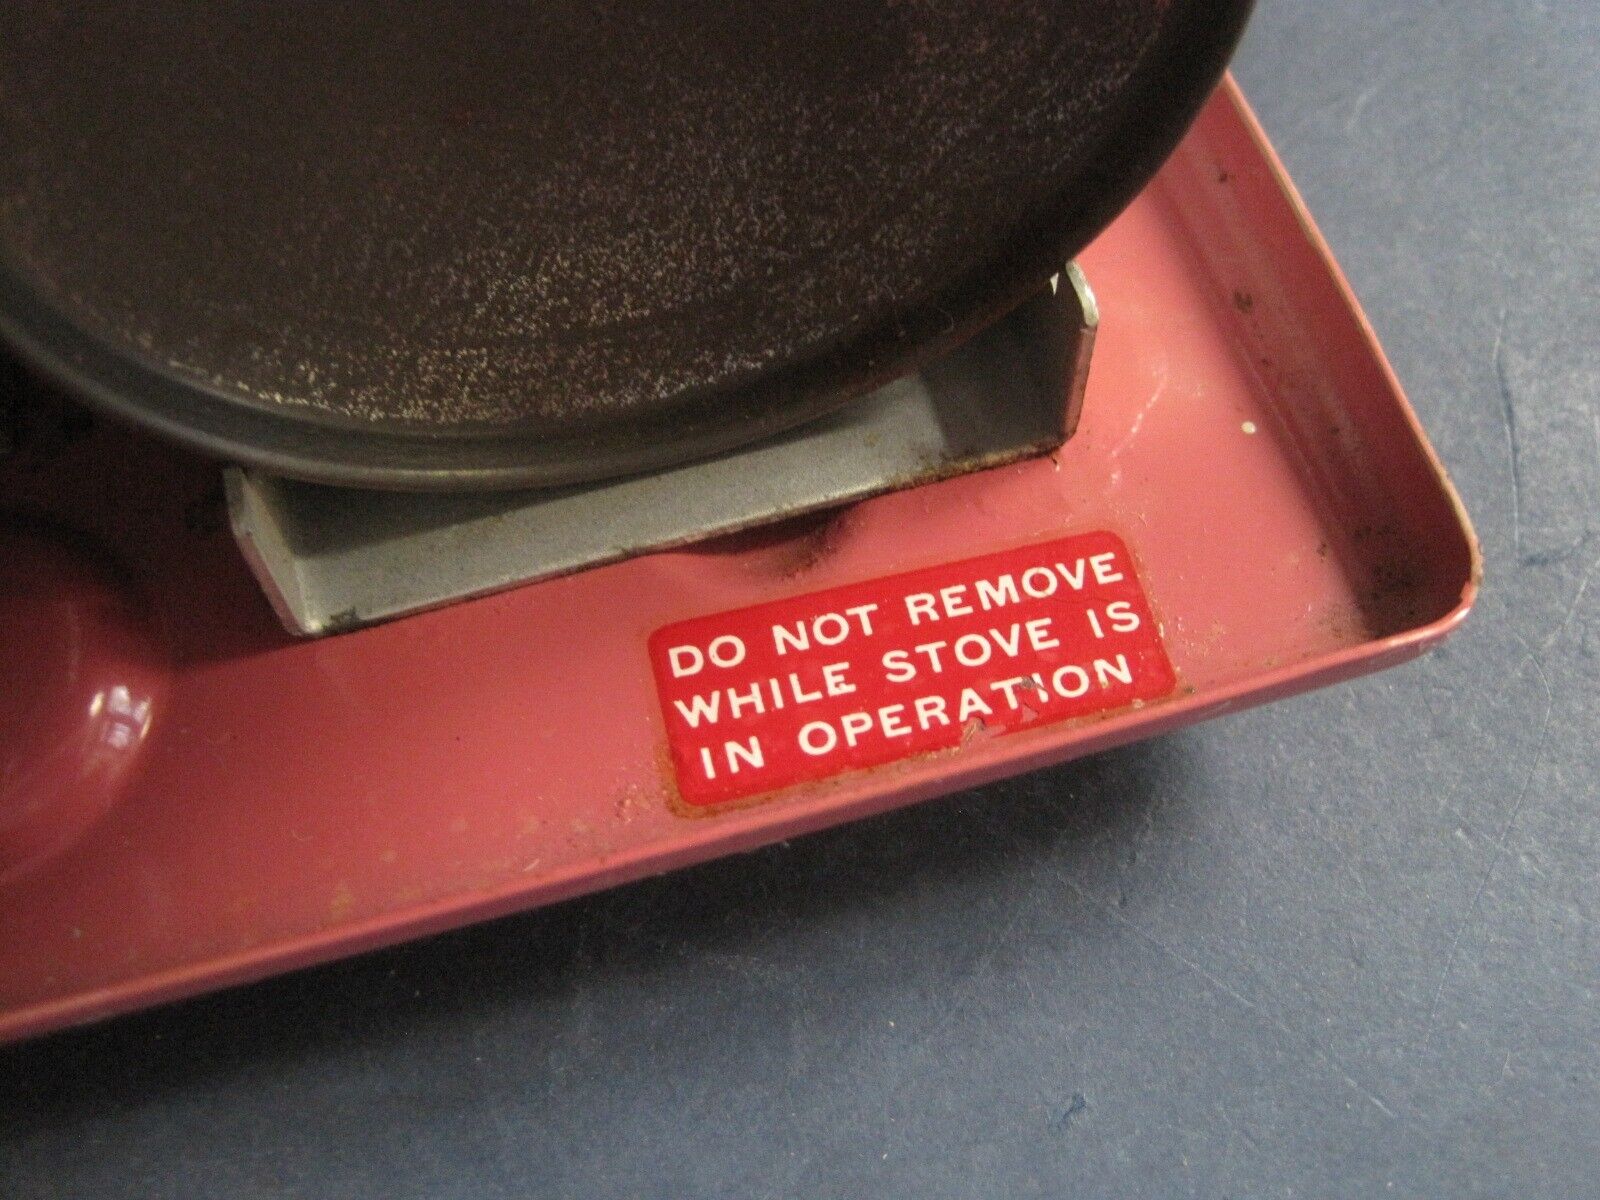 DO NOT REMOVE
WHILE STOVE IS
IN OPERATION